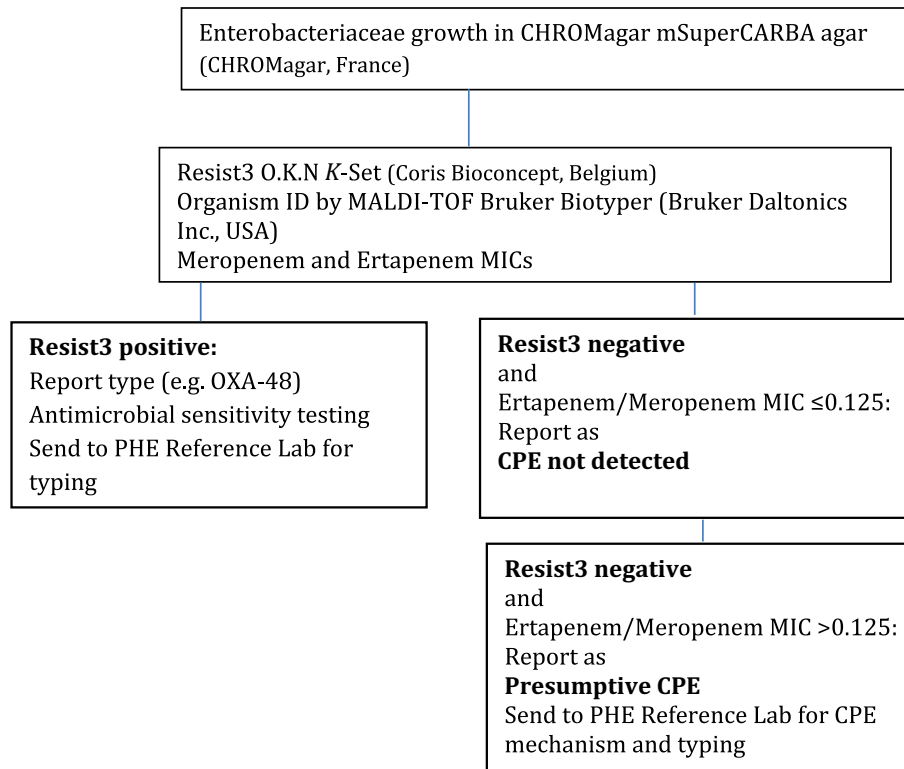 Enterobacteriaceae growth in CHROMagar mSuperCARBA agar
(CHROMagar, France)
Resist3 O.K.N K-Set (Coris Bioconcept, Belgium)
Organism ID by MALDI-TOF Bruker Biotyper (Bruker Daltonics
Inc., USA)
Meropenem and Ertapenem MICs
Resist3 positive:
Report type (e.g. OXA-48)
Antimicrobial sensitivity testing
Send to PHE Reference Lab for
typing
Resist3 negative
and
Ertapenem/Meropenem MIC ≤0.125:
Report as
CPE not detected
Resist3 negative
and
Ertapenem/Meropenem MIC >0.125:
Report as
Presumptive CPE
Send to PHE Reference Lab for CPE
mechanism and typing